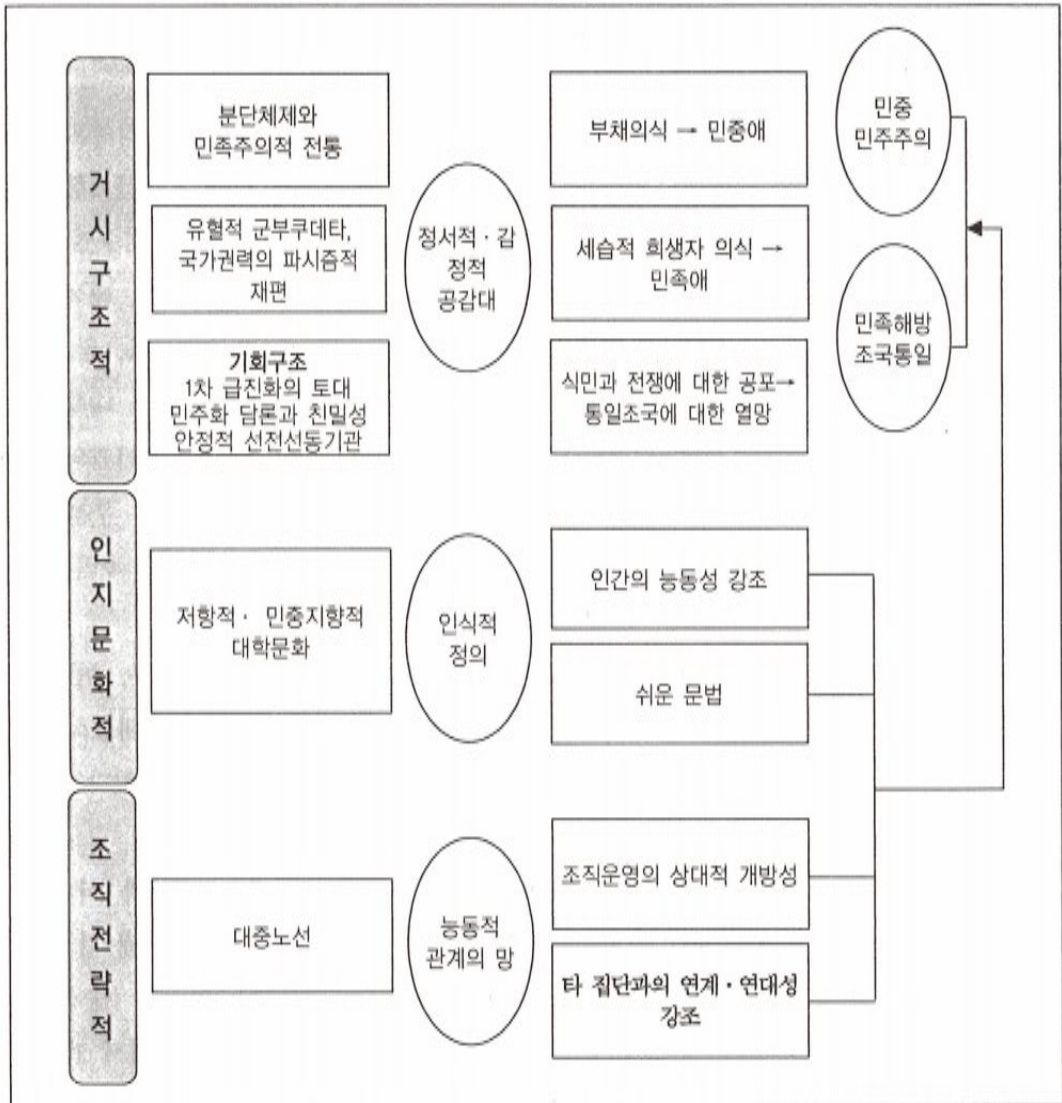 거시구조적
분단체제와
민족주의적 전통
유혈적 군부쿠데타,
국가권력의 파시즘적
재편
기회구조
1차 급진화의 토대
민주화 담론과 친밀성
안정적 선전선동기관
정서적·감
정적
공감대
부채의식 → 민중애
세습적 희생자 의식 →
민족애
식민과 전쟁에 대한 공포→
통일조국에 대한 열망
민중
민주주의
민족해방
조국통일
인지문화적
저항적· 민중지향적
대학문화
인식적
정의
인간의 능동성 강조
쉬운 문법
조직전략적
대중노선
능동적
관계의 망
조직운영의 상대적 개방성
타 집단과의 연계·연대성
강조